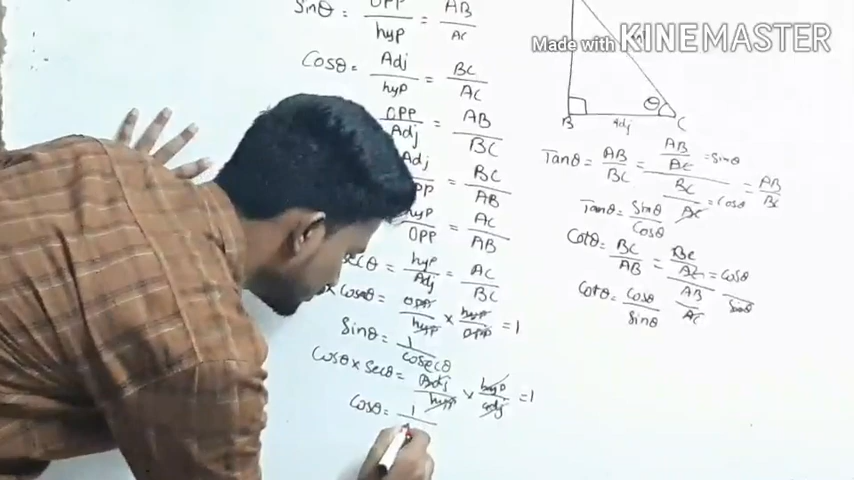 Sinθ = opp/hyp = AB/AC
Cosθ = Adj/hyp = BC/AC
opp/Adj = AB/BC
Adj/opp = BC/AB
hyp/opp = AC/AB
secθ = hyp/Adj = AC/BC
x Cosecθ = opp/hyp x hyp/opp = 1
Sinθ = 1/cosecθ
Cosθ x Secθ = Adj/hyp x hyp/adj = 1
Cosθ = 1/
Made with KINEMASTER
θ
B Adj C
Tanθ = AB/BC = AB/AC = sinθ / BC/AC = Cosθ = AB/BC
Tanθ = Sinθ/Cosθ
Cotθ = BC/AB = BC/AC = cosθ / AB/AC sinθ
Cotθ = Cosθ/Sinθ